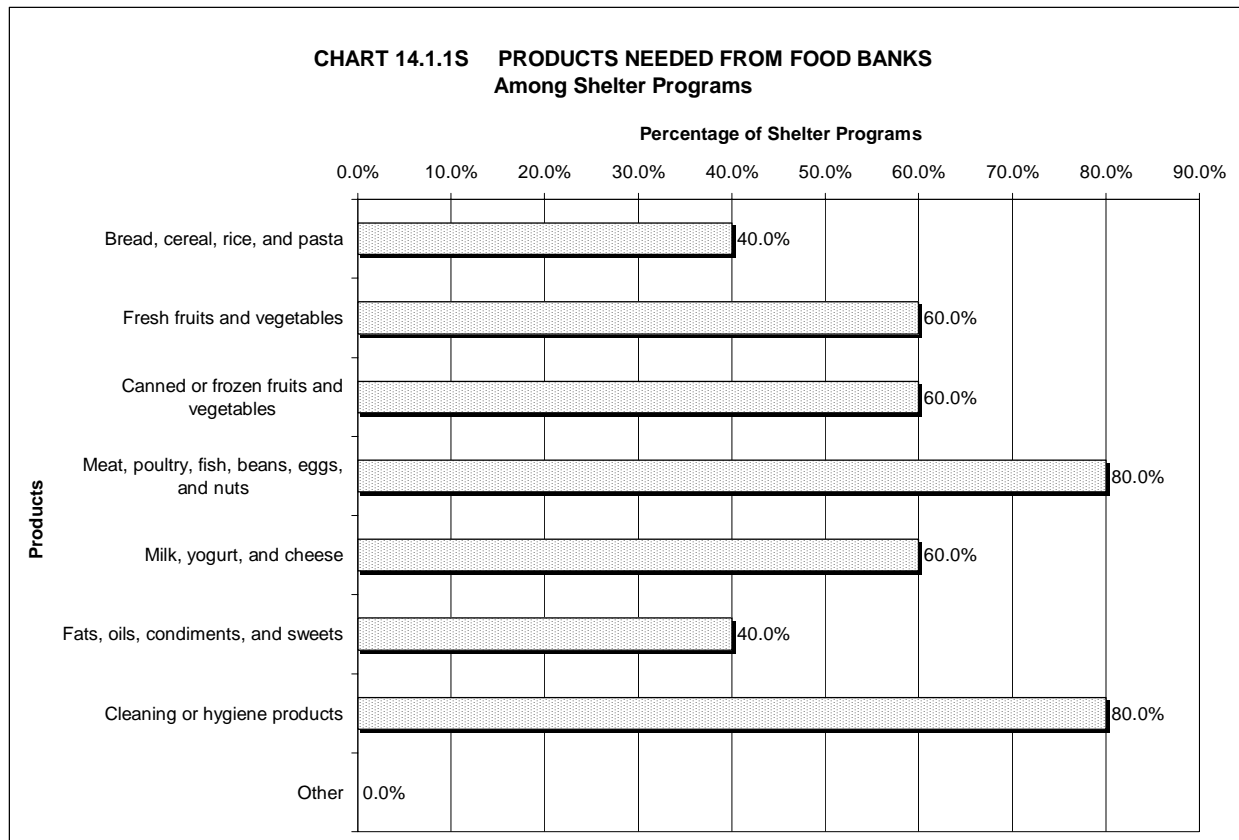 CHART 14.1.1S PRODUCTS NEEDED FROM FOOD BANKS
Among Shelter Programs
Percentage of Shelter Programs
0.0% 10.0% 20.0% 30.0% 40.0% 50.0% 60.0% 70.0% 80.0% 90.0%
Products
Bread, cereal, rice, and pasta 40.0%
Fresh fruits and vegetables 60.0%
Canned or frozen fruits and
vegetables 60.0%
Meat, poultry, fish, beans, eggs,
and nuts 80.0%
Milk, yogurt, and cheese 60.0%
Fats, oils, condiments, and sweets 40.0%
Cleaning or hygiene products 80.0%
Other 0.0%